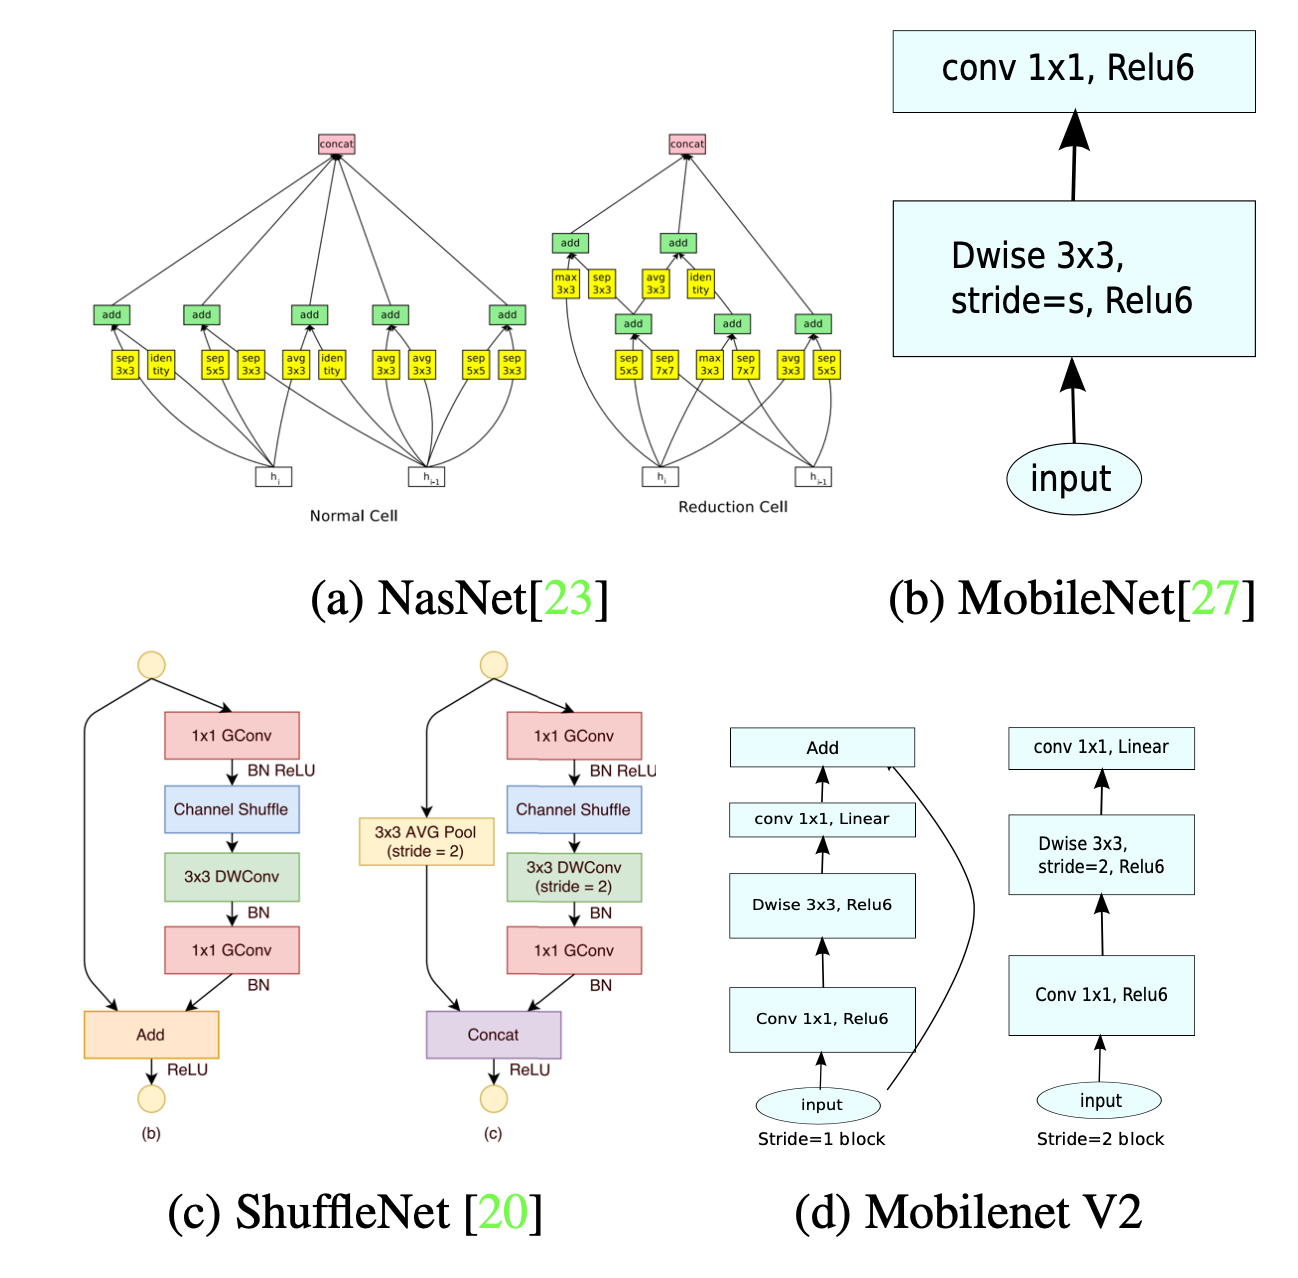 concat
add
add
add
add
add
sep
3x3
iden
tity
sep
5x5
sep
3x3
avg
3x3
iden
tity
avg
3x3
avg
3x3
sep
5x5
sep
3x3
h i
h i-1
Normal Cell
concat
add
add
max
3x3
sep
3x3
avg
3x3
iden
tity
add
add
add
sep
5x5
sep
7x7
max
3x3
sep
7x7
avg
3x3
sep
5x5
h i
h i-1
Reduction Cell
(a) NasNet[23]
conv 1x1, Relu6
Dwise 3x3,
stride=s, Relu6
input
(b) MobileNet[27]
1x1 GConv
BN ReLU
Channel Shuffle
3x3 DWConv
BN
1x1 GConv
BN
Add
ReLU
(b)
1x1 GConv
BN ReLU
Channel Shuffle
3x3 AVG Pool
(stride = 2)
3x3 DWConv
(stride = 2)
BN
1x1 GConv
BN
Concat
ReLU
(c)
(c) ShuffleNet [20]
Add
conv 1x1, Linear
Dwise 3x3, Relu6
Conv 1x1, Relu6
input
Stride=1 block
conv 1x1, Linear
Dwise 3x3,
stride=2, Relu6
Conv 1x1, Relu6
input
Stride=2 block
(d) Mobilenet V2